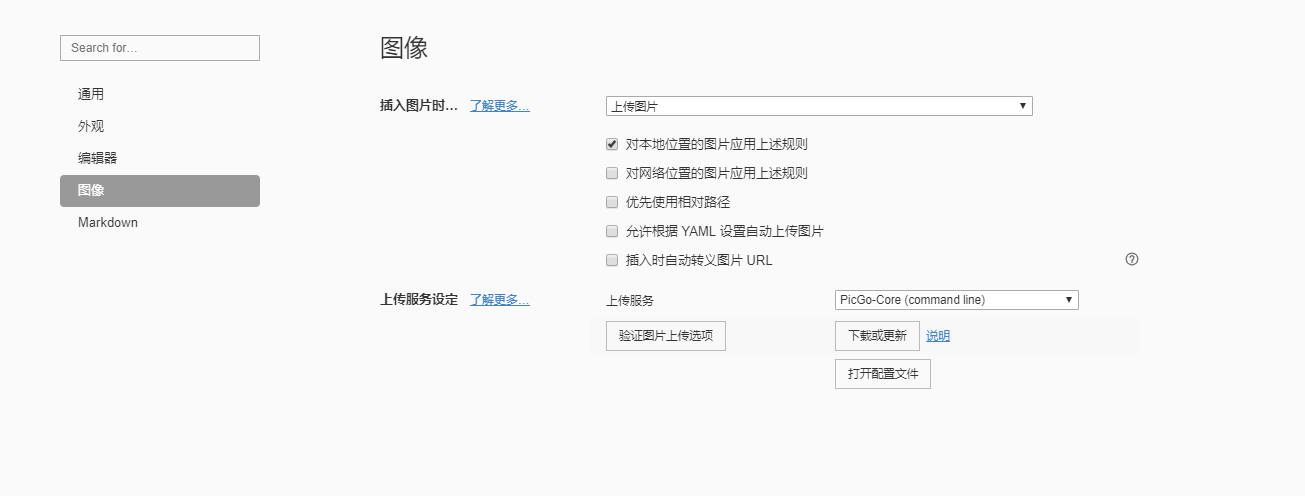 Search for...
通用
外观
编辑器
图像
Markdown
图像
插入图片时... 了解更多...
上传图片
对本地位置的图片应用上述规则
对网络位置的图片应用上述规则
优先使用相对路径
允许根据 YAML 设置自动上传图片
插入时自动转义图片 URL
上传服务设定 了解更多...
上传服务 PicGo-Core (command line)
验证图片上传选项 下载或更新 说明
打开配置文件